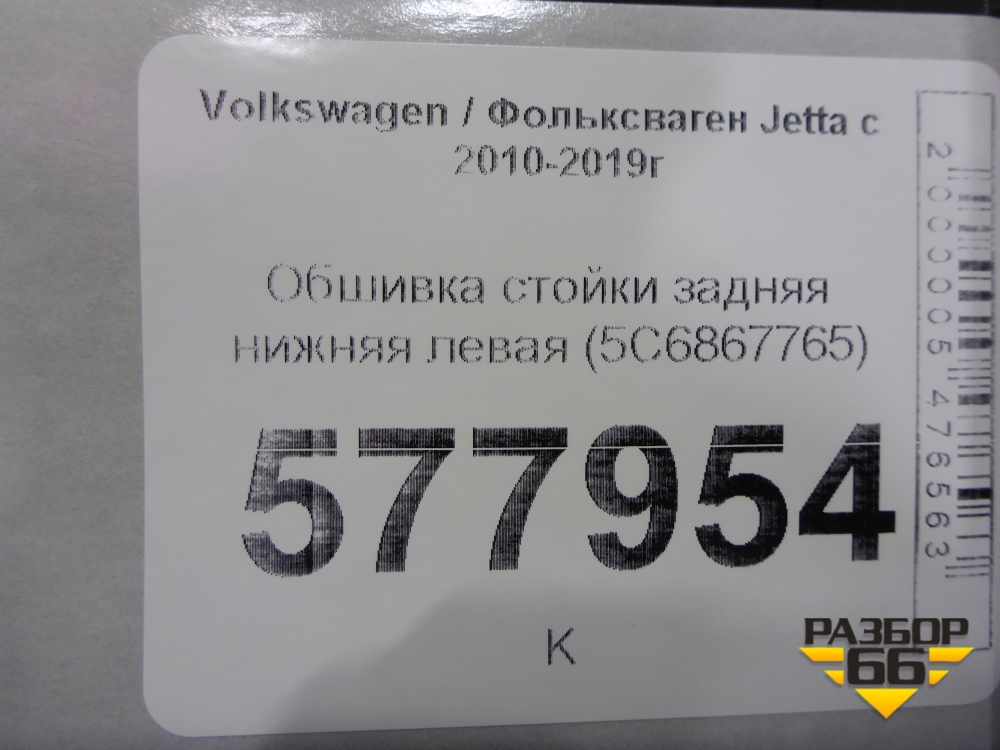 Volkswagen / Фольксваген Jetta с
2010-2019г
Обшивка стойки задняя
нижняя левая (5C6867765)
577954
К
2000005476563
РАЗБОР
66